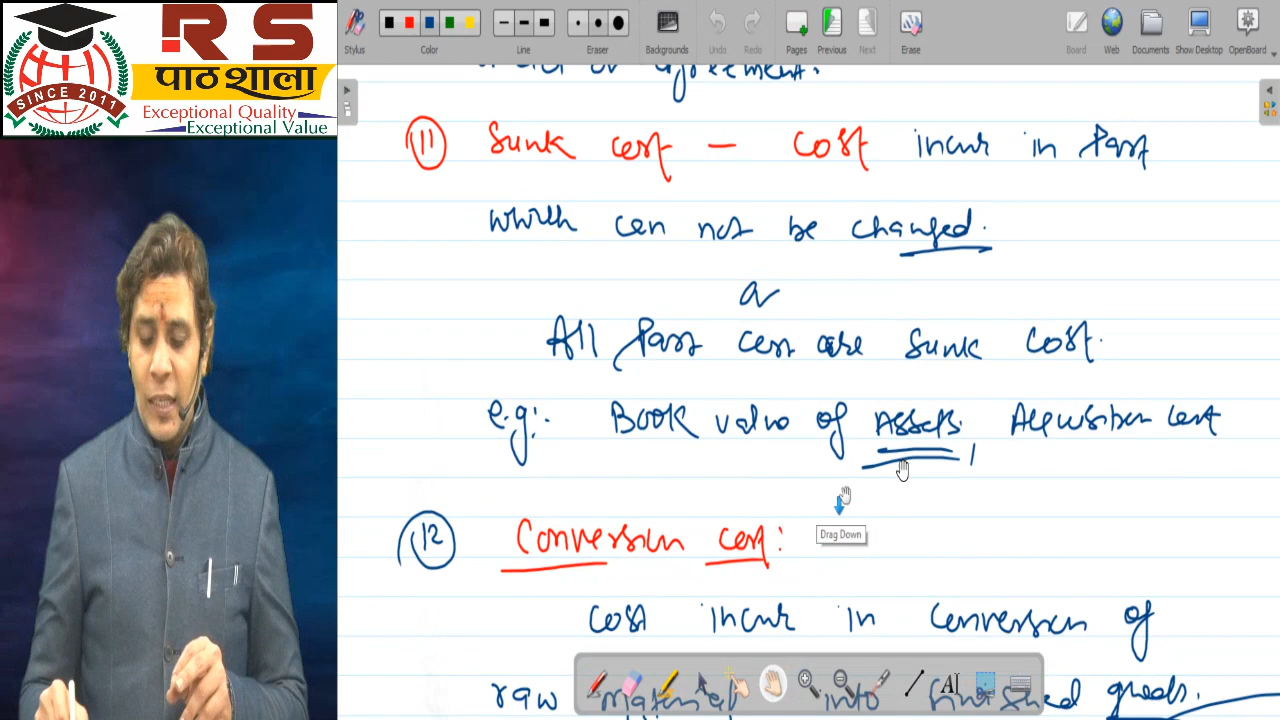 Stylus
Color
Line
Eraser
Backgrounds
Undo
Redo
Pages
Previous
Next
Erase
Board
Web
Documents
Show Desktop
OpenBoard
RS
पाठशाला
SINCE 2011
Exceptional Quality
Exceptional Value
agreement.
11 Sunk cost – Cost incur in Past
which can not be changed.
or
All Past cost are Sunk Cost.
e.g:- Book value of Assets, Acquisition cost
Drag Down
12 Conversion cost:
Cost incur in Conversion of
raw material into finished goods.